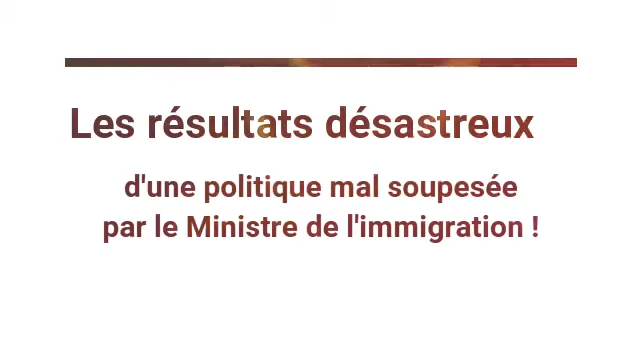 Les résultats désastreux
d'une politique mal soupesée
par le Ministre de l'immigration !